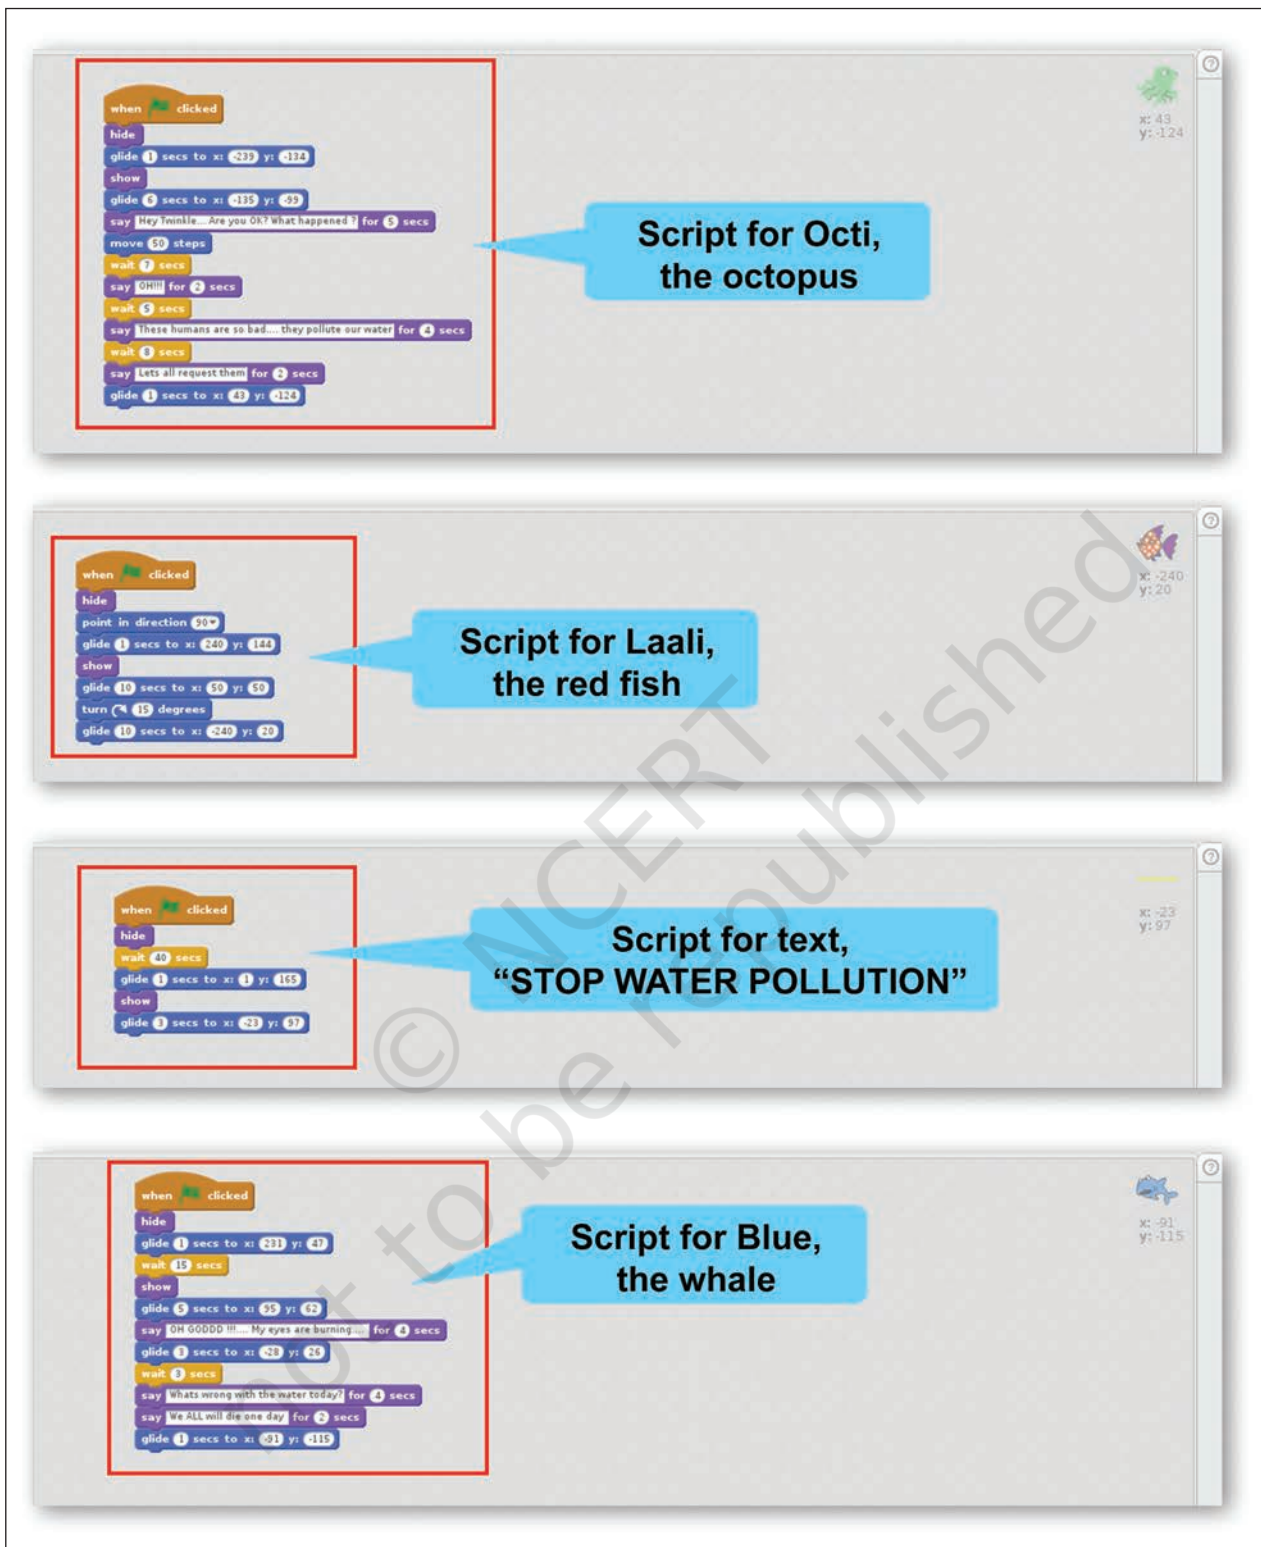 when clicked
hide
glide 1 secs to x: -239 y: -134
show
glide 6 secs to x: -135 y: -99
say Hey Twinkle... Are you OK? What happened ? for 5 secs
move 50 steps
wait 7 secs
say OH!!! for 2 secs
wait 5 secs
say These humans are so bad.... they pollute our water for 4 secs
wait 8 secs
say Lets all request them for 2 secs
glide 1 secs to x: 43 y: -124
Script for Octi,
the octopus
x: 43
y: -124
?
when clicked
hide
point in direction 90
glide 1 secs to x: 240 y: 144
show
glide 10 secs to x: 50 y: 50
turn 15 degrees
glide 10 secs to x: -240 y: 20
Script for Laali,
the red fish
x: -240
y: 20
?
when clicked
hide
wait 40 secs
glide 1 secs to x: 1 y: 165
show
glide 3 secs to x: -23 y: 97
Script for text,
“STOP WATER POLLUTION”
x: -23
y: 97
?
when clicked
hide
glide 1 secs to x: 231 y: 47
wait 15 secs
show
glide 5 secs to x: 95 y: 62
say OH GODDD !!!.... My eyes are burning.... for 4 secs
glide 3 secs to x: -28 y: 26
wait 3 secs
say Whats wrong with the water today? for 4 secs
say We ALL will die one day for 2 secs
glide 1 secs to x: -91 y: -115
Script for Blue,
the whale
x: -91
y: -115
?
© NCERT
not to be republished